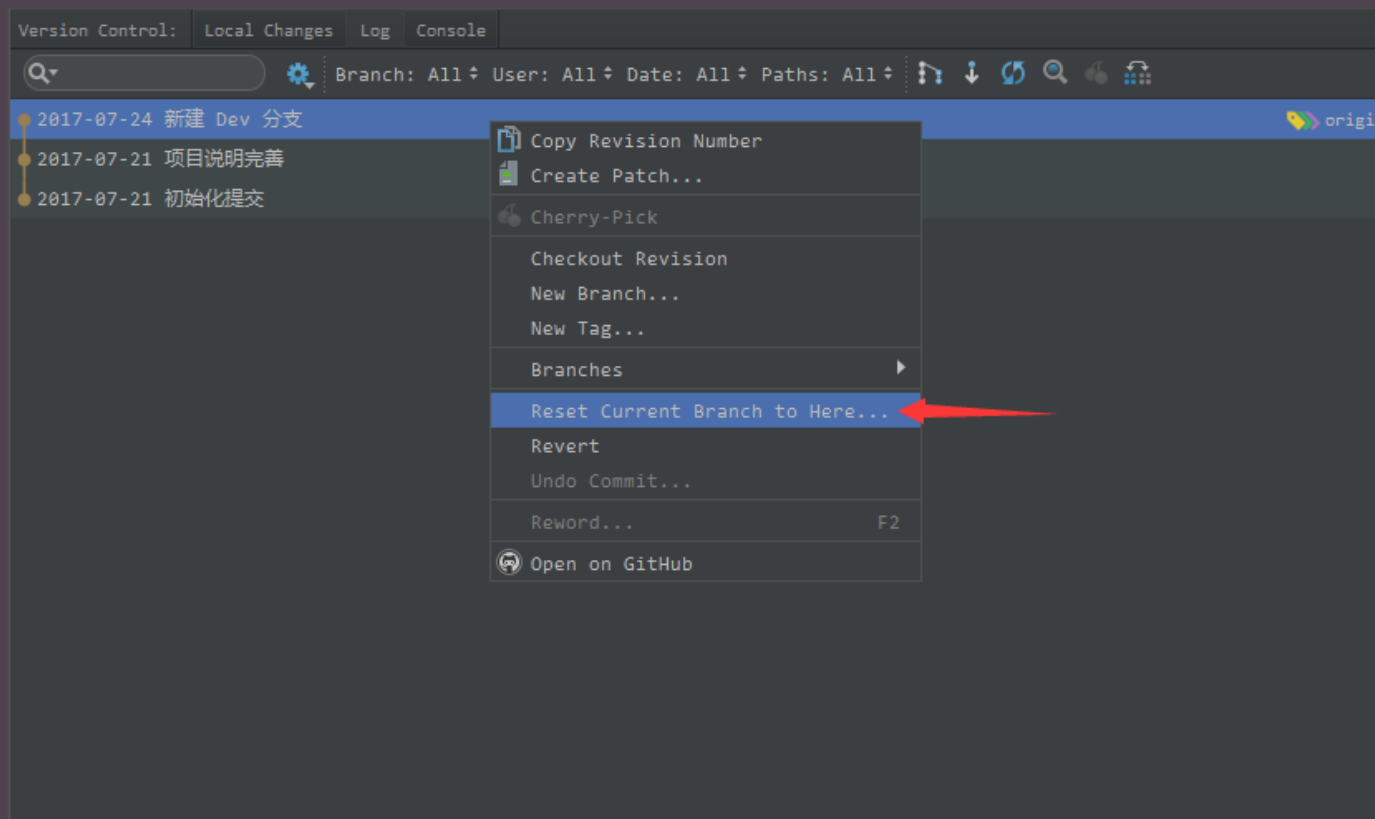 Version Control: Local Changes Log Console
Branch: All User: All Date: All Paths: All
2017-07-24 新建 Dev 分支 origi
2017-07-21 项目说明完善
2017-07-21 初始化提交
Copy Revision Number
Create Patch...
Cherry-Pick
Checkout Revision
New Branch...
New Tag...
Branches
Reset Current Branch to Here...
Revert
Undo Commit...
Reword... F2
Open on GitHub